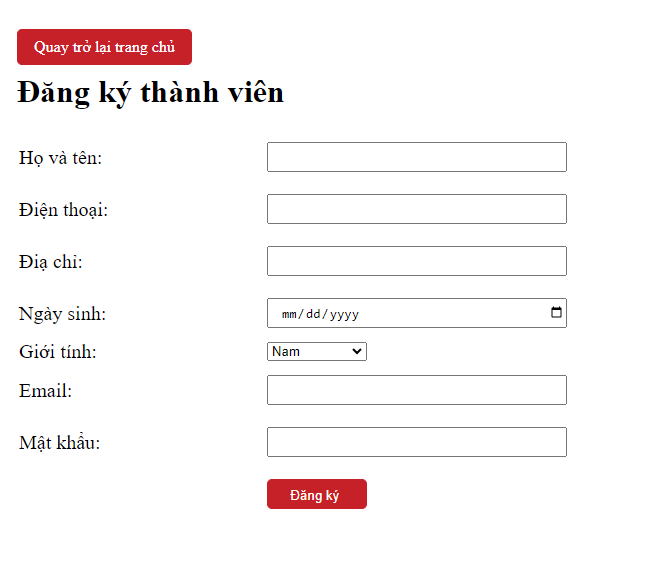 Quay trở lại trang chủ
Đăng ký thành viên
Họ và tên:
Điện thoại:
Địa chỉ:
Ngày sinh: mm/dd/yyyy
Giới tính: Nam
Email:
Mật khẩu:
Đăng ký